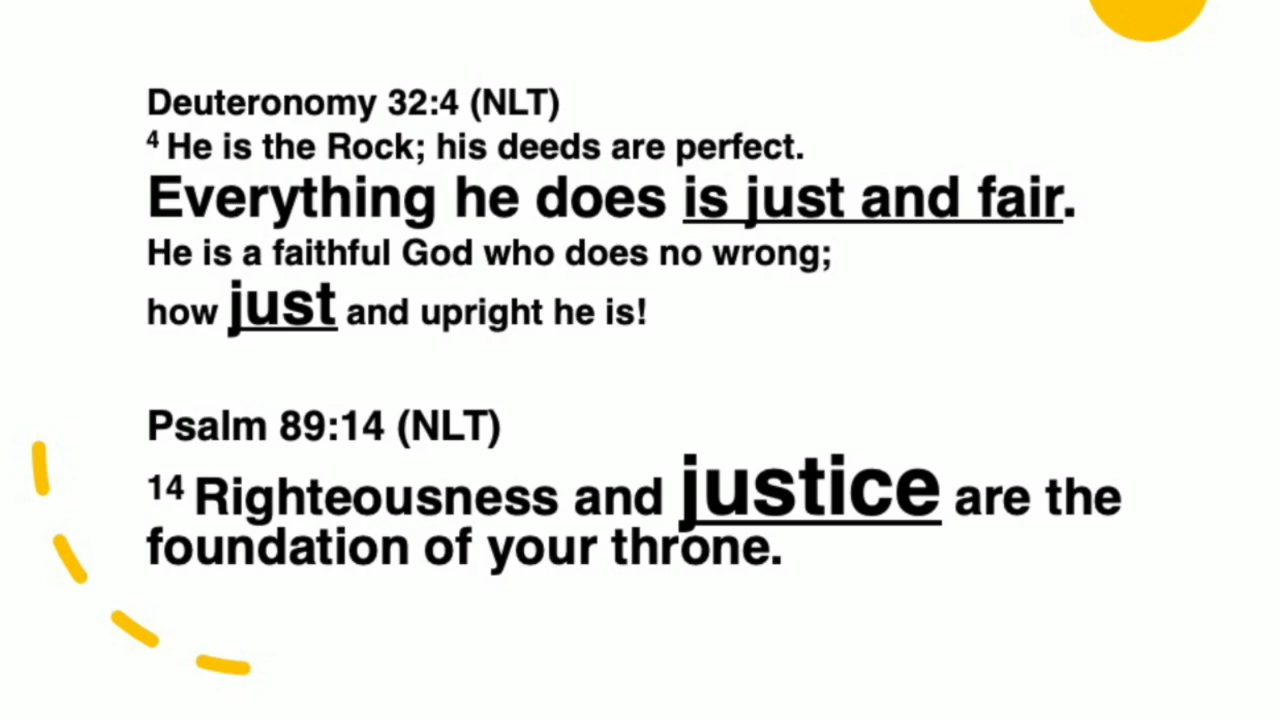 Deuteronomy 32:4 (NLT)
4 He is the Rock; his deeds are perfect.
Everything he does is just and fair.
He is a faithful God who does no wrong;
how just and upright he is!
Psalm 89:14 (NLT)
14 Righteousness and justice are the
foundation of your throne.